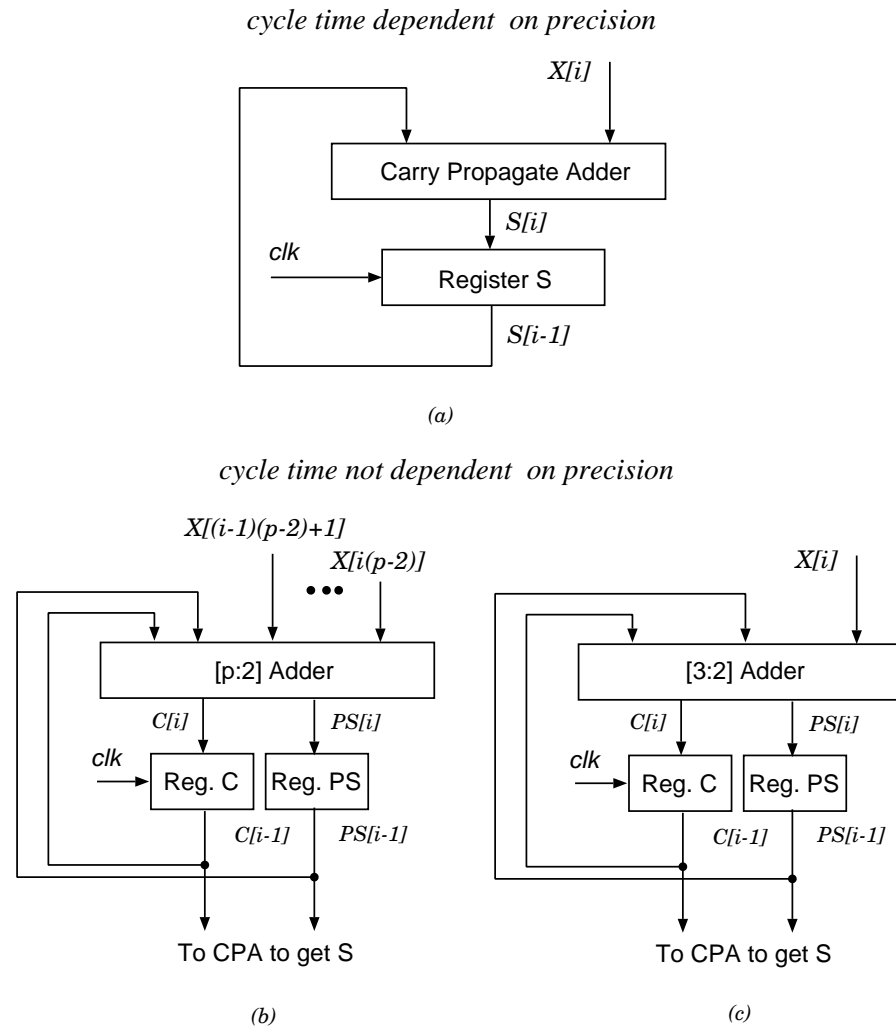 cycle time dependent on precision
X[i]
Carry Propagate Adder
S[i]
clk
Register S
S[i-1]
(a)
cycle time not dependent on precision
X[(i-1)(p-2)+1]
X[i(p-2)]
•••
[p:2] Adder
C[i]
PS[i]
clk
Reg. C
Reg. PS
C[i-1]
PS[i-1]
To CPA to get S
(b)
X[i]
[3:2] Adder
C[i]
PS[i]
clk
Reg. C
Reg. PS
C[i-1]
PS[i-1]
To CPA to get S
(c)